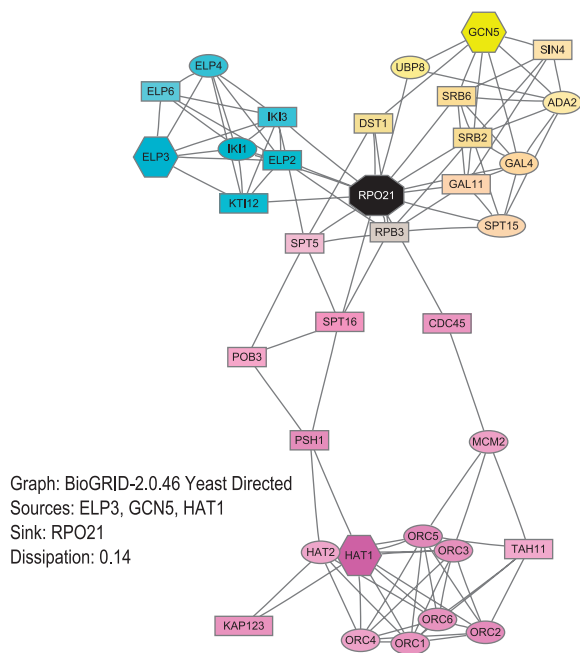 GCN5
SIN4
ELP4
UBP8
ELP6
SRB6
ADA2
IKI3
DST1
SRB2
ELP3
IKI1
ELP2
GAL4
GAL11
RPO21
KTI12
SPT15
RPB3
SPT5
SPT16
CDC45
POB3
PSH1
MCM2
Graph: BioGRID-2.0.46 Yeast Directed
Sources: ELP3, GCN5, HAT1
Sink: RPO21
Dissipation: 0.14
ORC5
HAT2
HAT1
ORC3
TAH11
KAP123
ORC6
ORC4
ORC1
ORC2